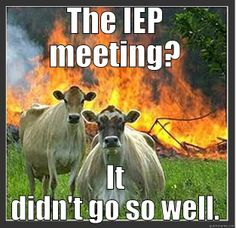 The IEP
meeting?
It
didn't go so well.